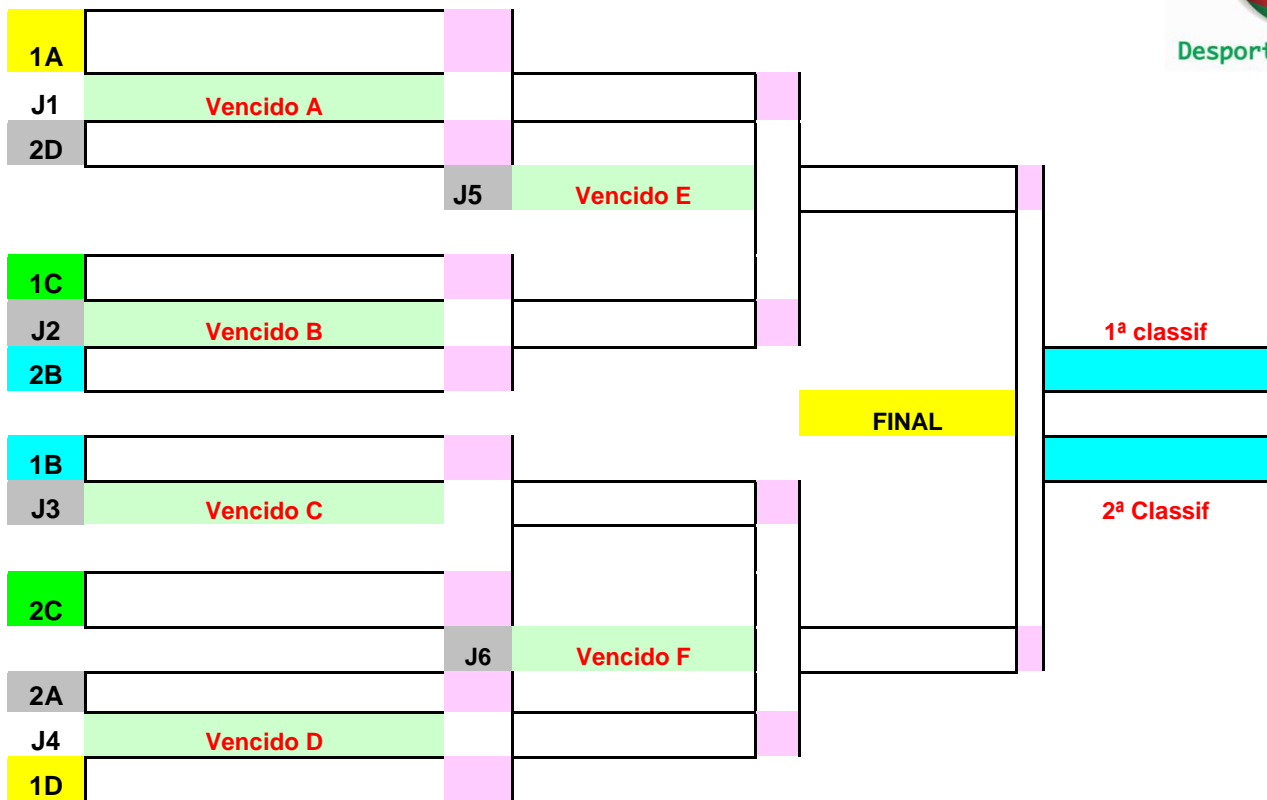 1A
Desport
J1 Vencido A
2D
J5 Vencido E
1C
J2 Vencido B
1ª classif
2B
FINAL
1B
J3 Vencido C
2ª Classif
2C
J6 Vencido F
2A
J4 Vencido D
1D